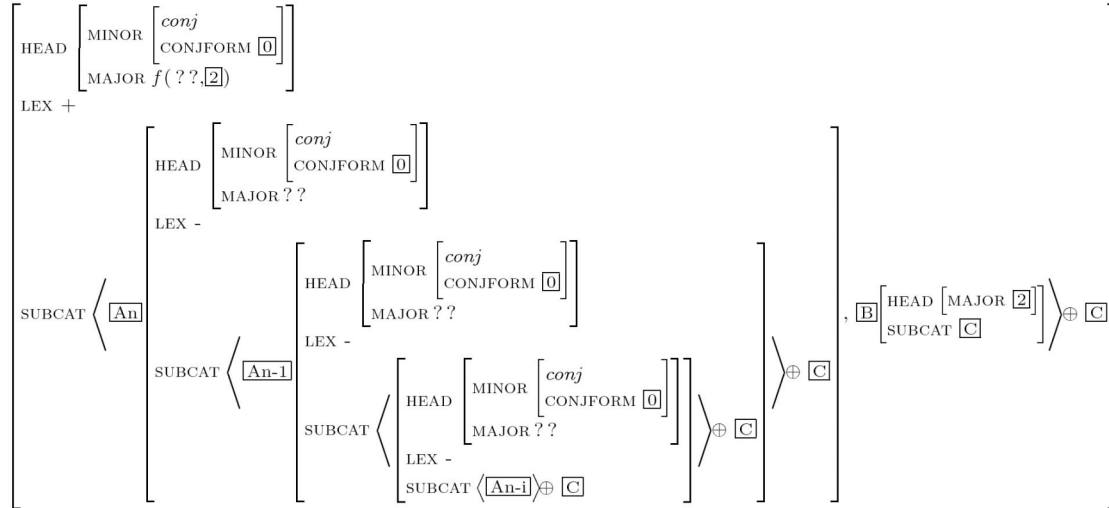 HEAD MINOR conj
CONJFORM 0
MAJOR f( ??, 2 )
LEX +
HEAD MINOR conj
CONJFORM 0
MAJOR ??
LEX -
HEAD MINOR conj
CONJFORM 0
MAJOR ??
LEX -
HEAD MINOR conj
CONJFORM 0
MAJOR ??
LEX -
SUBCAT ⟨ An-i ⟩ ⊕ C
SUBCAT ⟨ ⟩ ⊕ C
SUBCAT ⟨ An-1 ⟩ ⊕ C
SUBCAT ⟨ An , B HEAD [ MAJOR 2 ]
SUBCAT C ⟩ ⊕ C